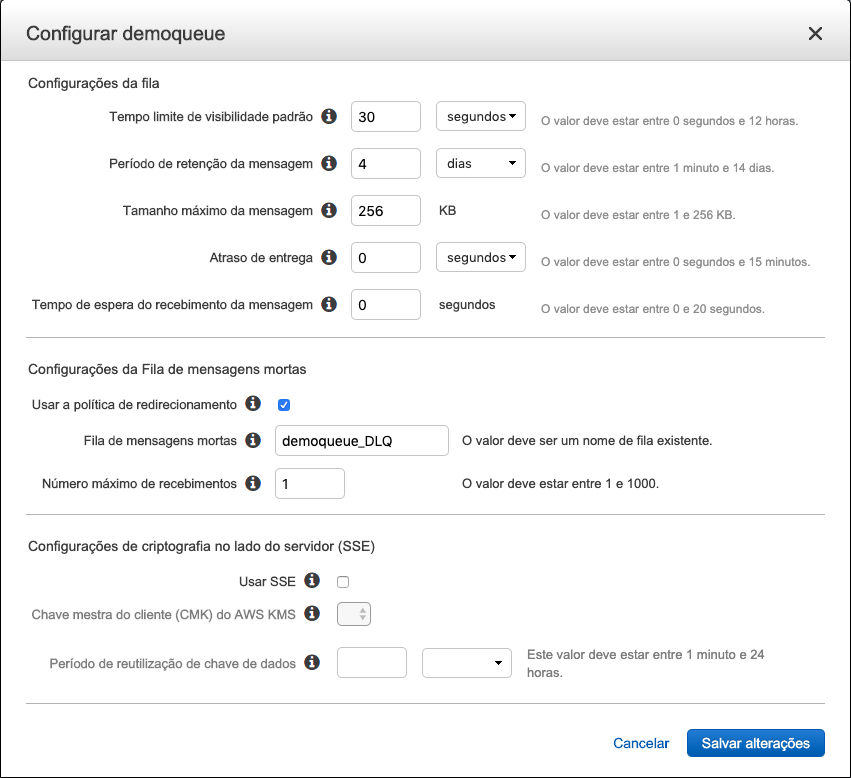 Configurar demoqueue
Configurações da fila
Tempo limite de visibilidade padrão 30 segundos O valor deve estar entre 0 segundos e 12 horas.
Período de retenção da mensagem 4 dias O valor deve estar entre 1 minuto e 14 dias.
Tamanho máximo da mensagem 256 KB O valor deve estar entre 1 e 256 KB.
Atraso de entrega 0 segundos O valor deve estar entre 0 segundos e 15 minutos.
Tempo de espera do recebimento da mensagem 0 segundos O valor deve estar entre 0 e 20 segundos.
Configurações da Fila de mensagens mortas
Usar a política de redirecionamento
Fila de mensagens mortas demoqueue_DLQ O valor deve ser um nome de fila existente.
Número máximo de recebimentos 1 O valor deve estar entre 1 e 1000.
Configurações de criptografia no lado do servidor (SSE)
Usar SSE
Chave mestra do cliente (CMK) do AWS KMS
Período de reutilização de chave de dados Este valor deve estar entre 1 minuto e 24
horas.
Cancelar Salvar alterações